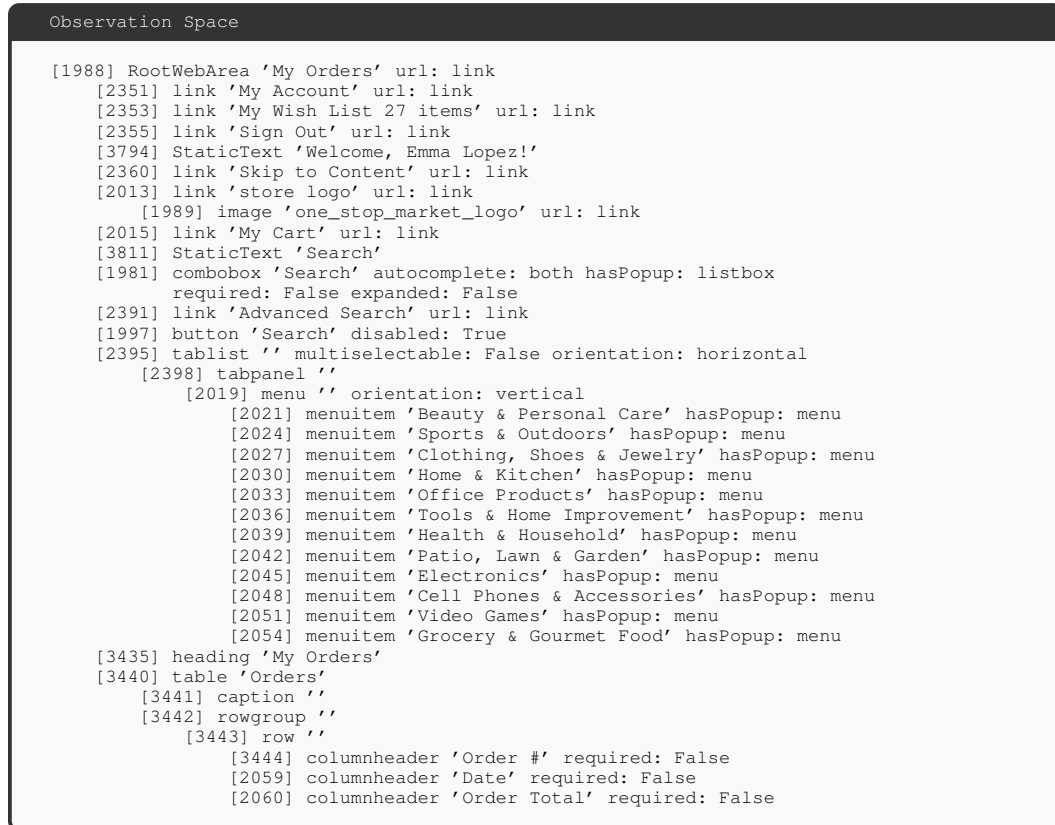 Observation Space
[1988] RootWebArea ’My Orders’ url: link
[2351] link ’My Account’ url: link
[2353] link ’My Wish List 27 items’ url: link
[2355] link ’Sign Out’ url: link
[3794] StaticText ’Welcome, Emma Lopez!’
[2360] link ’Skip to Content’ url: link
[2013] link ’store logo’ url: link
[1989] image ’one_stop_market_logo’ url: link
[2015] link ’My Cart’ url: link
[3811] StaticText ’Search’
[1981] combobox ’Search’ autocomplete: both hasPopup: listbox
required: False expanded: False
[2391] link ’Advanced Search’ url: link
[1997] button ’Search’ disabled: True
[2395] tablist ’’ multiselectable: False orientation: horizontal
[2398] tabpanel ’’
[2019] menu ’’ orientation: vertical
[2021] menuitem ’Beauty & Personal Care’ hasPopup: menu
[2024] menuitem ’Sports & Outdoors’ hasPopup: menu
[2027] menuitem ’Clothing, Shoes & Jewelry’ hasPopup: menu
[2030] menuitem ’Home & Kitchen’ hasPopup: menu
[2033] menuitem ’Office Products’ hasPopup: menu
[2036] menuitem ’Tools & Home Improvement’ hasPopup: menu
[2039] menuitem ’Health & Household’ hasPopup: menu
[2042] menuitem ’Patio, Lawn & Garden’ hasPopup: menu
[2045] menuitem ’Electronics’ hasPopup: menu
[2048] menuitem ’Cell Phones & Accessories’ hasPopup: menu
[2051] menuitem ’Video Games’ hasPopup: menu
[2054] menuitem ’Grocery & Gourmet Food’ hasPopup: menu
[3435] heading ’My Orders’
[3440] table ’Orders’
[3441] caption ’’
[3442] rowgroup ’’
[3443] row ’’
[3444] columnheader ’Order #’ required: False
[2059] columnheader ’Date’ required: False
[2060] columnheader ’Order Total’ required: False